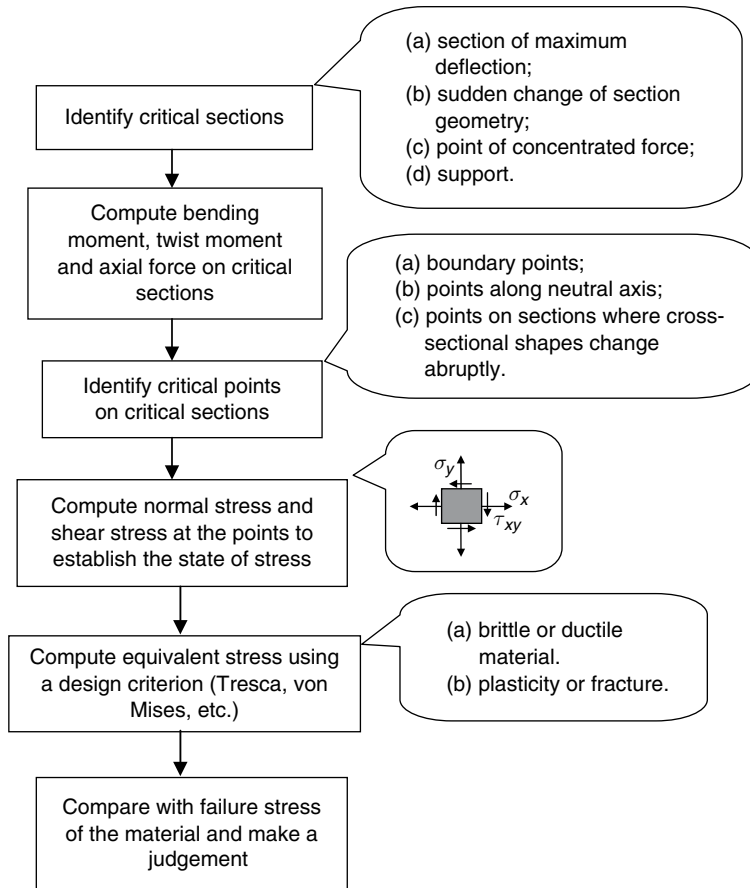 Identify critical sections
(a) section of maximum
deflection;
(b) sudden change of section
geometry;
(c) point of concentrated force;
(d) support.
Compute bending
moment, twist moment
and axial force on critical
sections
(a) boundary points;
(b) points along neutral axis;
(c) points on sections where cross-
sectional shapes change
abruptly.
Identify critical points
on critical sections
Compute normal stress and
shear stress at the points to
establish the state of stress
σy
σx
τxy
Compute equivalent stress using
a design criterion (Tresca, von
Mises, etc.)
(a) brittle or ductile
material.
(b) plasticity or fracture.
Compare with failure stress
of the material and make a
judgement